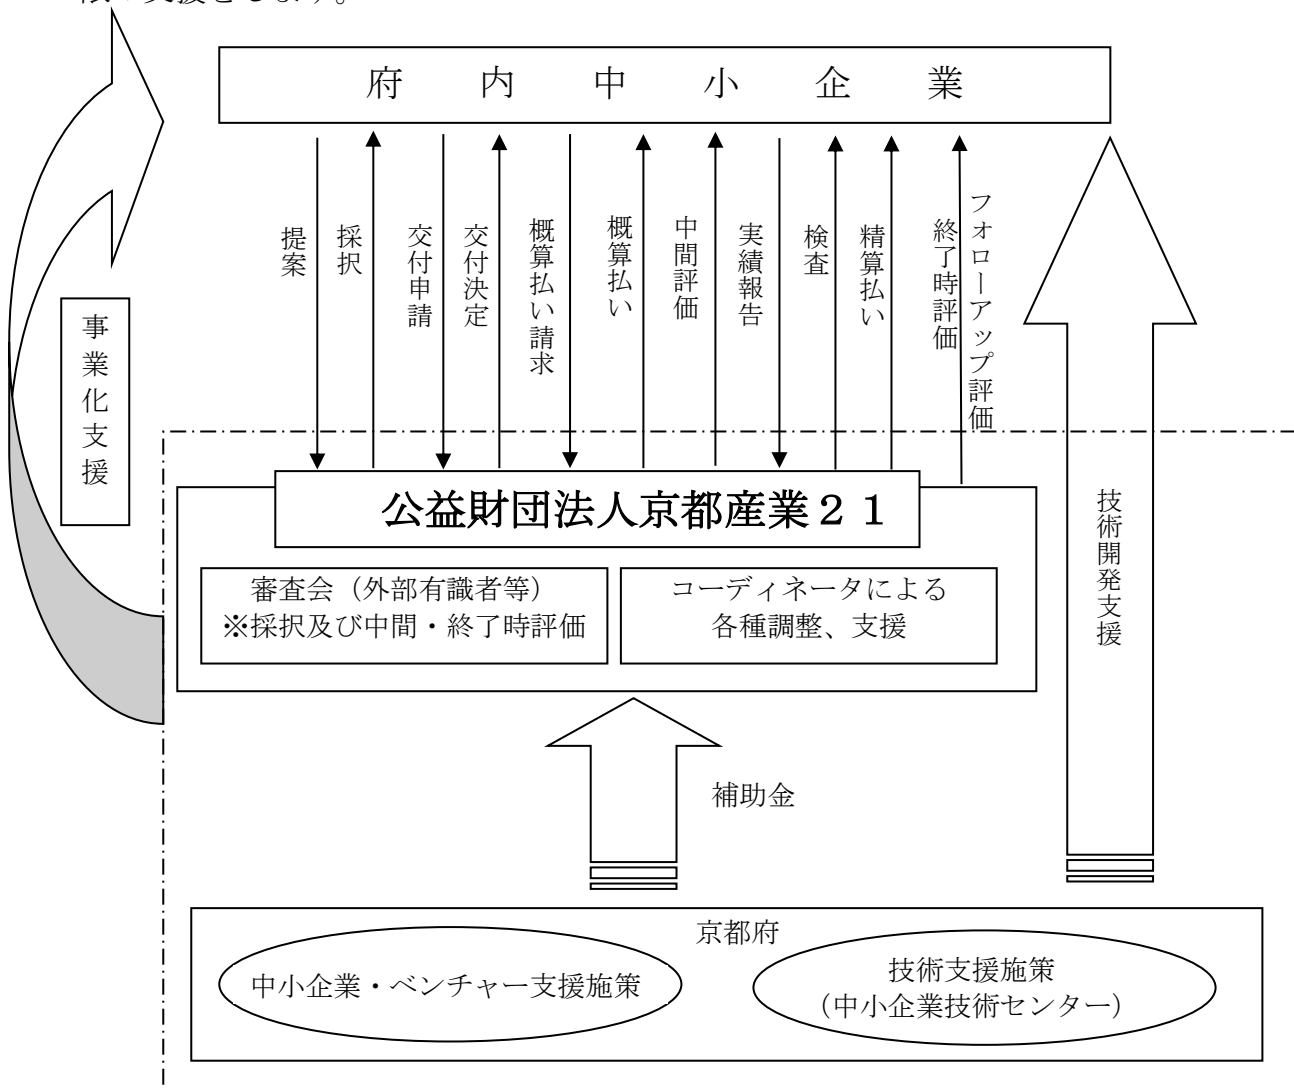 府内中小企業
提案
採択
交付申請
交付決定
概算払い請求
概算払い
中間評価
実績報告
検査
精算払い
終了時評価
フォローアップ評価
事業化支援
公益財団法人京都産業２１
審査会（外部有識者等）
※採択及び中間・終了時評価
コーディネータによる
各種調整、支援
技術開発支援
補助金
京都府
中小企業・ベンチャー支援施策
技術支援施策
（中小企業技術センター）